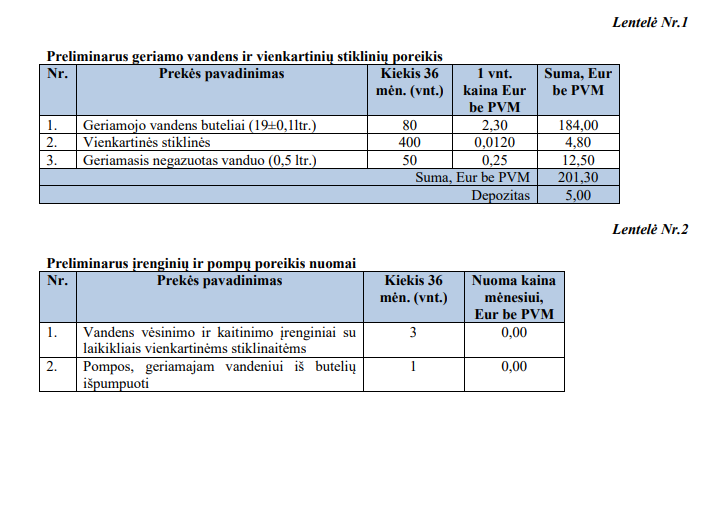 Lentelė Nr.1
Preliminarus geriamo vandens ir vienkartinių stiklinių poreikis
Nr. Prekės pavadinimas Kiekis 36 mėn. (vnt.) 1 vnt. kaina Eur be PVM Suma, Eur be PVM
1. Geriamojo vandens buteliai (19±0,1ltr.) 80 2,30 184,00
2. Vienkartinės stiklinės 400 0,0120 4,80
3. Geriamasis negazuotas vanduo (0,5 ltr.) 50 0,25 12,50
Suma, Eur be PVM 201,30
Depozitas 5,00
Lentelė Nr.2
Preliminarus įrenginių ir pompų poreikis nuomai
Nr. Prekės pavadinimas Kiekis 36 mėn. (vnt.) Nuoma kaina mėnesiui, Eur be PVM
1. Vandens vėsinimo ir kaitinimo įrenginiai su laikikliais vienkartinėms stiklinaitėms 3 0,00
2. Pompos, geriamajam vandeniui iš butelių išpumpuoti 1 0,00